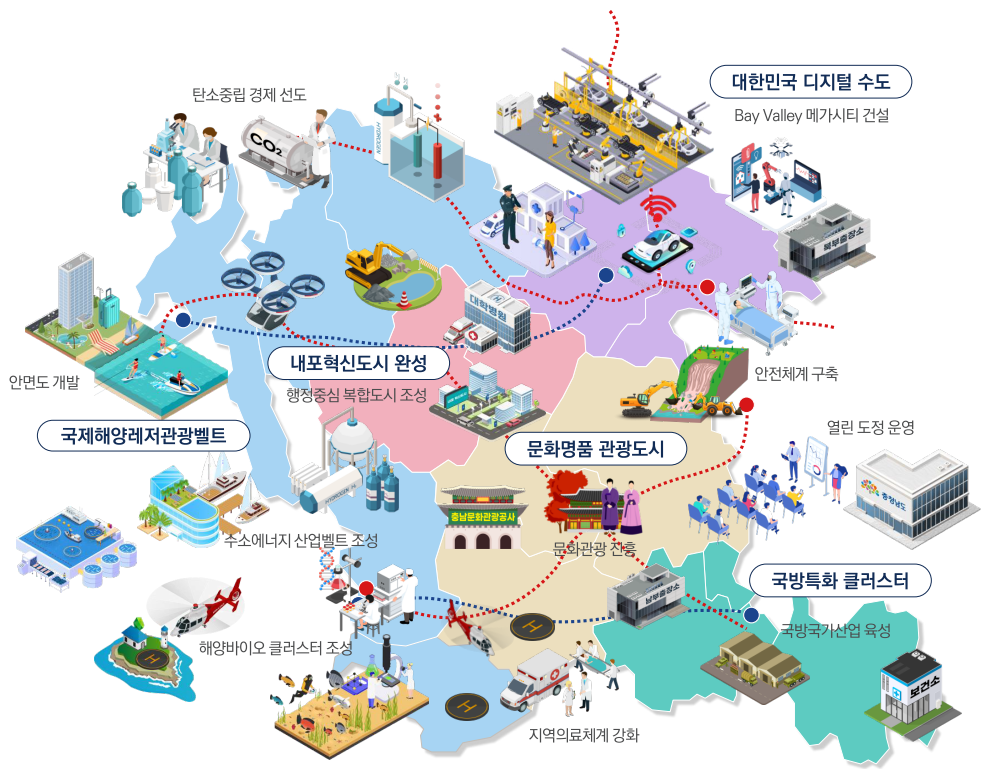 탄소중립 경제 선도
대한민국 디지털 수도
Bay Valley 메가시티 건설
HYDROGEN
CO₂
북부출장소
대학병원
H
내포혁신도시 완성
행정중심 복합도시 조성
안면도 개발
안전체계 구축
국제해양레저관광벨트
문화명품 관광도시
열린 도정 운영
충청남도
HYDROGEN
충남문화관광공사
수소에너지 산업벨트 조성
문화관광 진흥
국방특화 클러스터
남부출장소
국방국가산업 육성
H
해양바이오 클러스터 조성
H
보건소
H
지역의료체계 강화